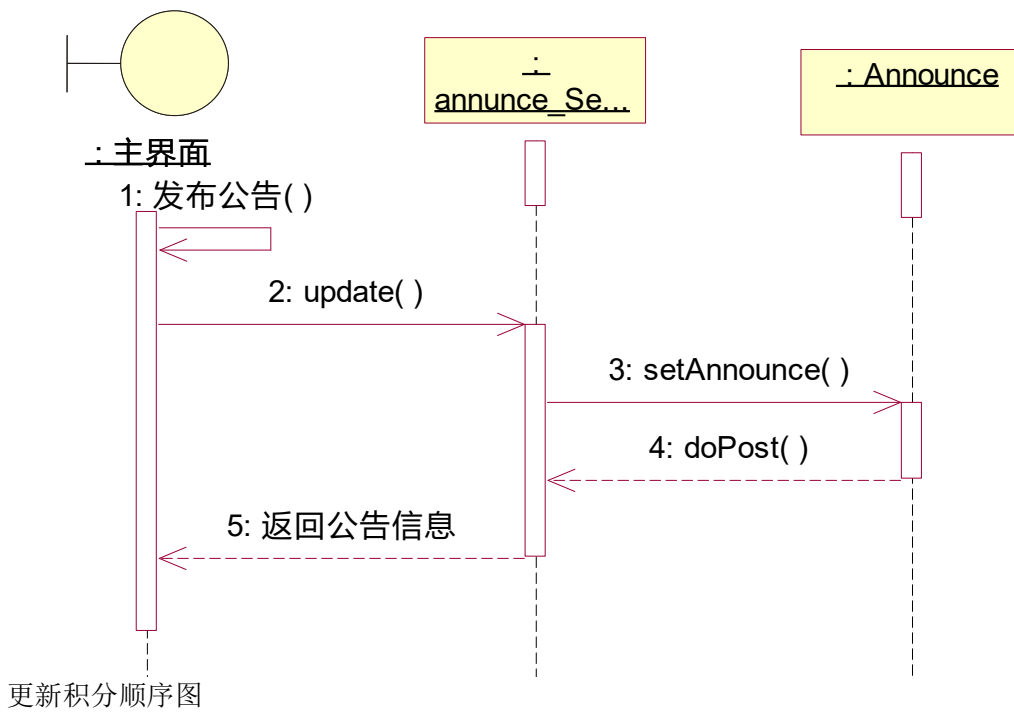 :
annunce_Se...
: Announce
: 主界面
1: 发布公告( )
2: update( )
3: setAnnounce( )
4: doPost( )
5: 返回公告信息
更新积分顺序图